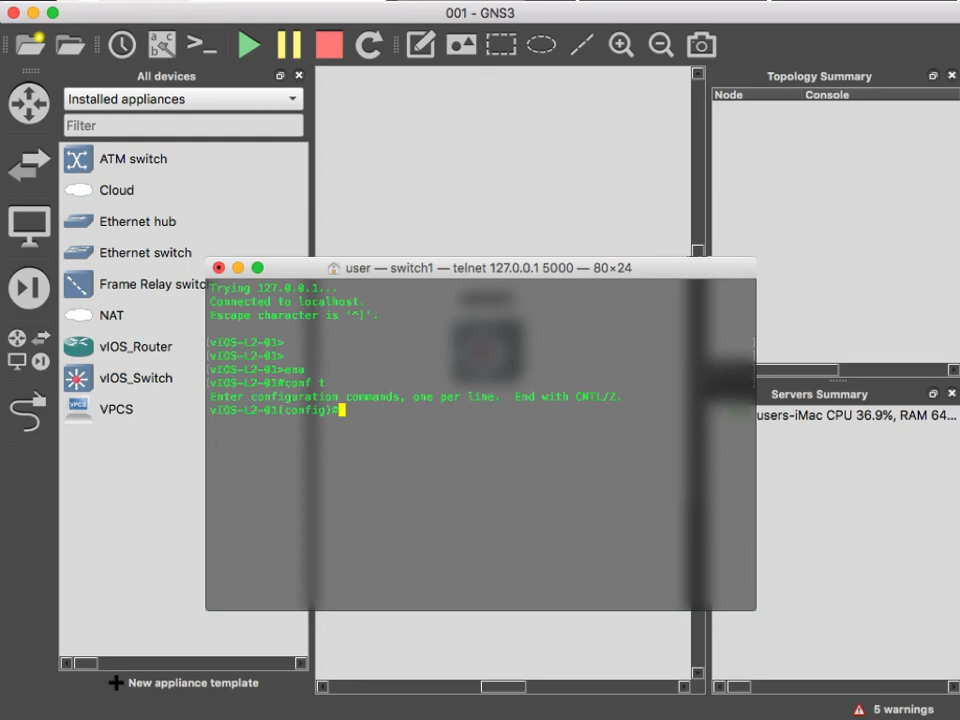 001 - GNS3
All devices
Installed appliances
Filter
ATM switch
Cloud
Ethernet hub
Ethernet switch
Frame Relay switc
NAT
vIOS_Router
vIOS_Switch
VPCS
VPCS
New appliance template
Topology Summary
Node Console
Servers Summary
users-iMac CPU 36.9%, RAM 64...
5 warnings
user — switch1 — telnet 127.0.0.1 5000 — 80×24
Trying 127.0.0.1...
Connected to localhost.
Escape character is '^]'.
[vIOS-L2-01>
[vIOS-L2-01>
[vIOS-L2-01>ena
[vIOS-L2-01#conf t
Enter configuration commands, one per line. End with CNTL/Z.
vIOS-L2-01(config)#